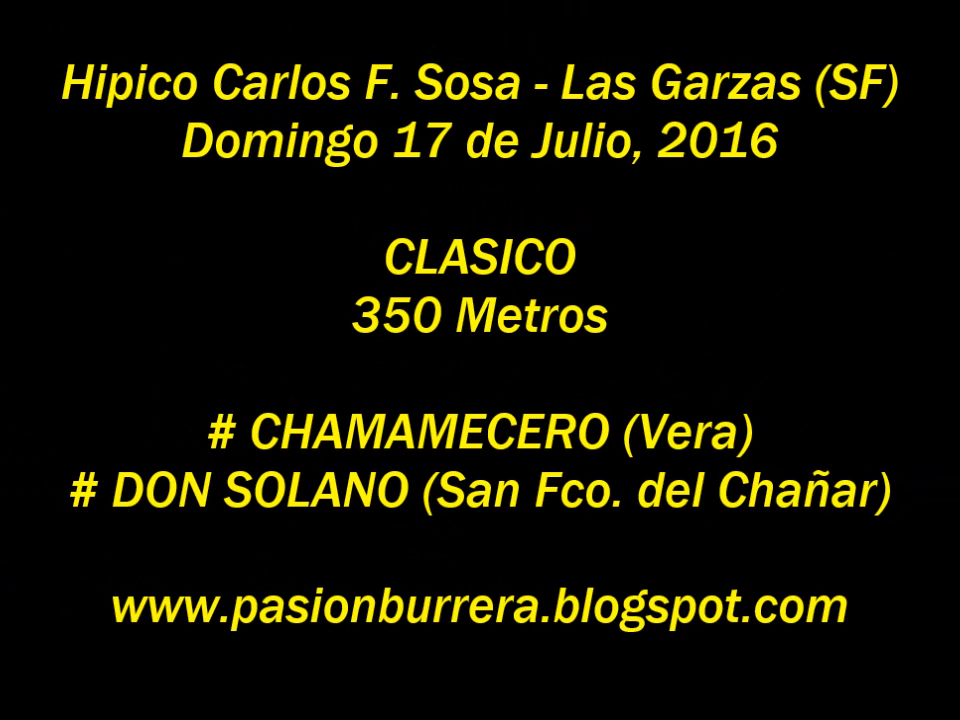 Hipico Carlos F. Sosa - Las Garzas (SF)
Domingo 17 de Julio, 2016
CLASICO
350 Metros
# CHAMAMECERO (Vera)
# DON SOLANO (San Fco. del Chañar)
www.pasionburrera.blogspot.com